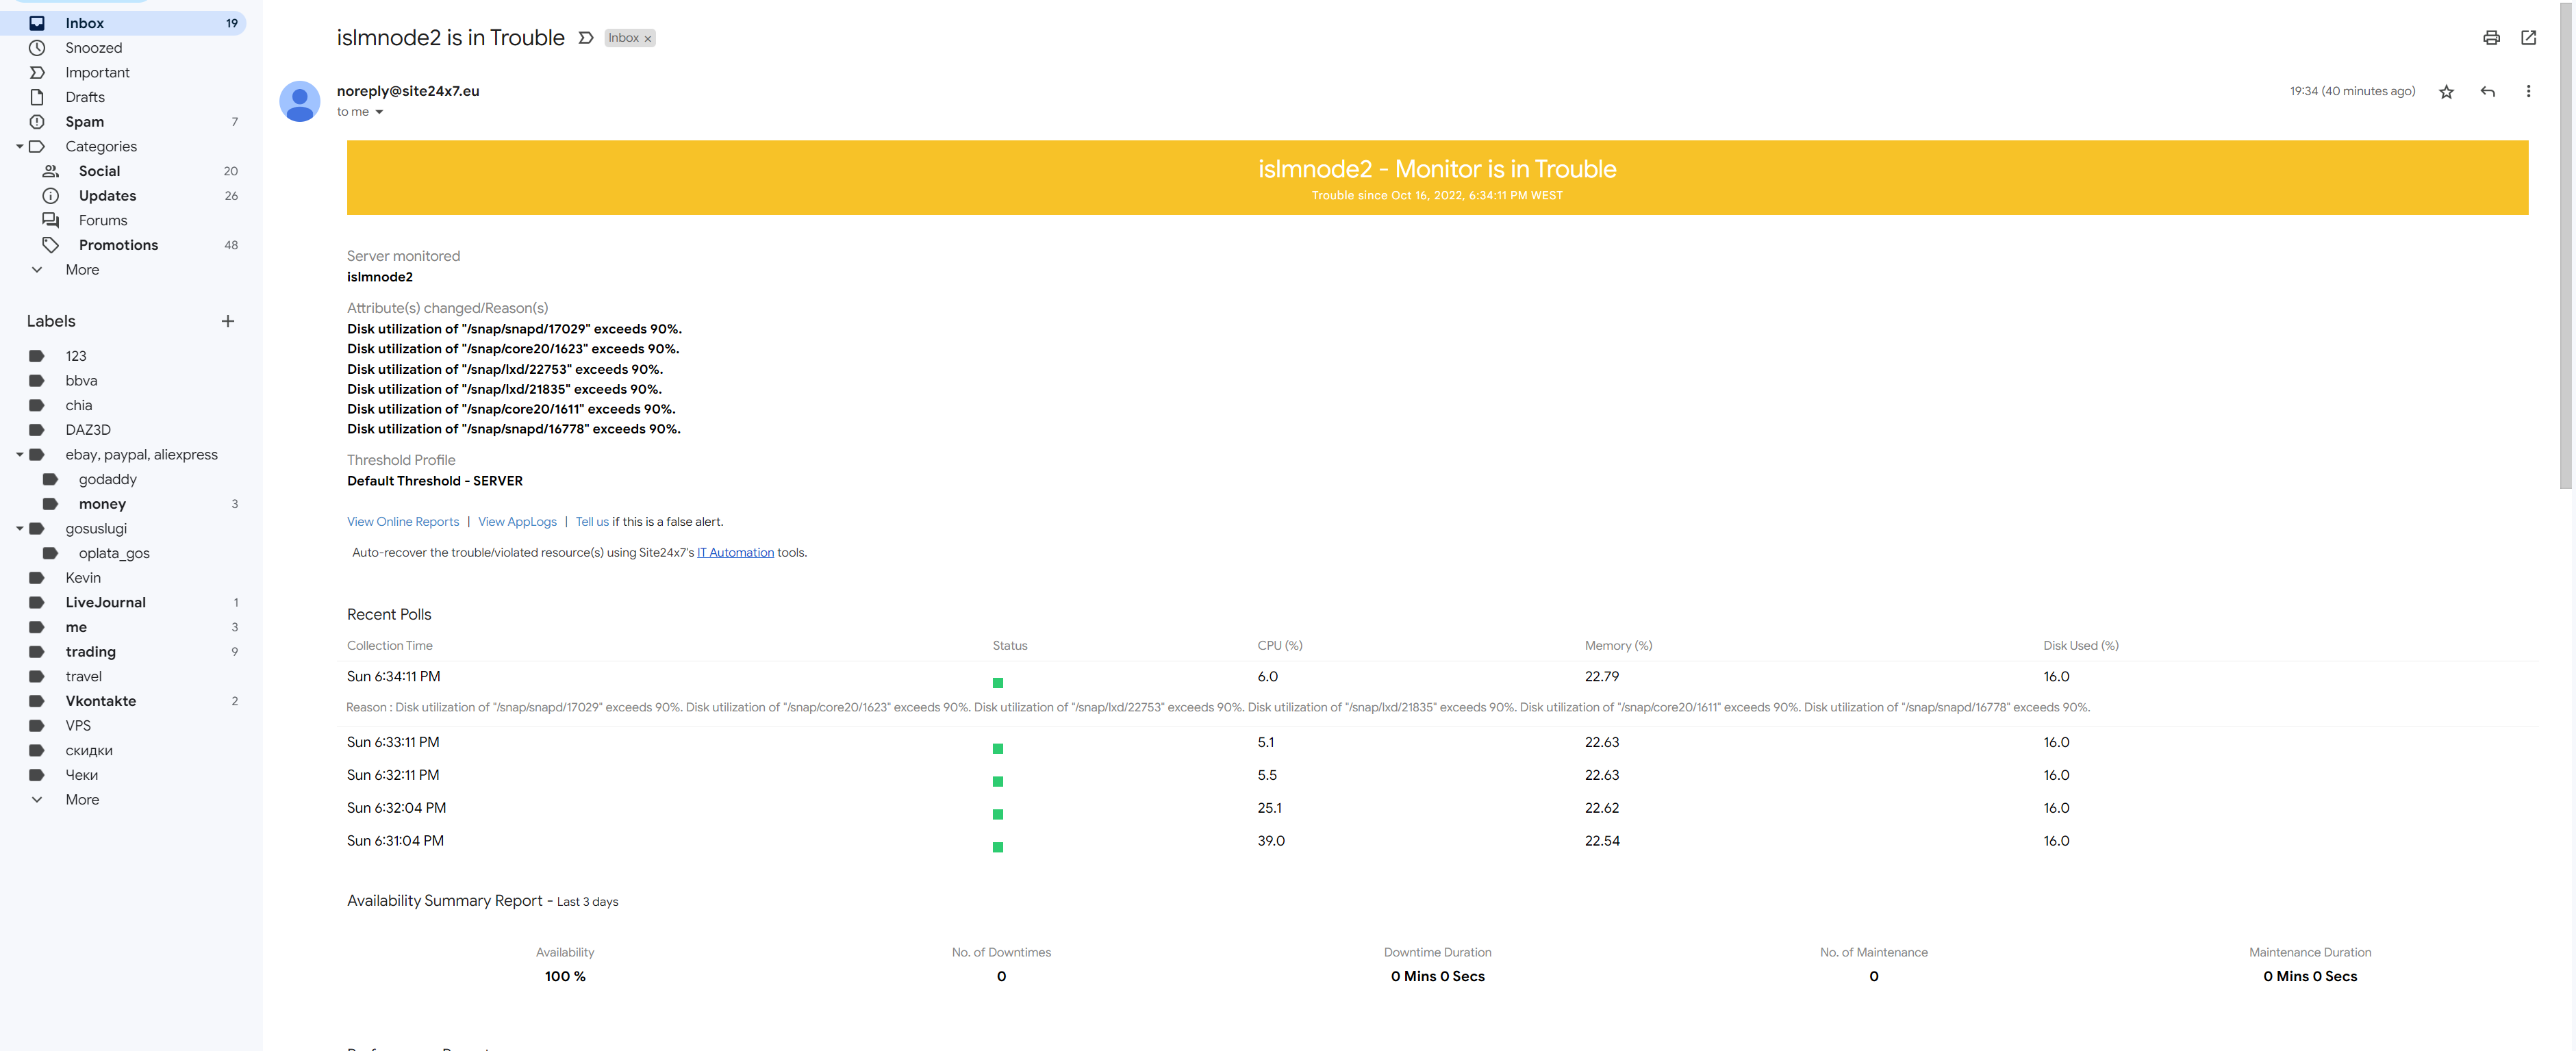 Inbox 19
Snoozed
Important
Drafts
Spam 7
Categories
Social 20
Updates 26
Forums
Promotions 48
More
Labels
123
bbva
chia
DAZ3D
ebay, paypal, aliexpress
godaddy
money 3
gosuslugi
oplata_gos
Kevin
LiveJournal 1
me 3
trading 9
travel
Vkontakte 2
VPS
скидки
Чеки
More
islmnode2 is in Trouble Inbox x
noreply@site24x7.eu 19:34 (40 minutes ago)
to me
islmnode2 - Monitor is in Trouble
Trouble since Oct 16, 2022, 6:34:11 PM WEST
Server monitored
islmnode2
Attribute(s) changed/Reason(s)
Disk utilization of "/snap/snapd/17029" exceeds 90%.
Disk utilization of "/snap/core20/1623" exceeds 90%.
Disk utilization of "/snap/lxd/22753" exceeds 90%.
Disk utilization of "/snap/lxd/21835" exceeds 90%.
Disk utilization of "/snap/core20/1611" exceeds 90%.
Disk utilization of "/snap/snapd/16778" exceeds 90%.
Threshold Profile
Default Threshold - SERVER
View Online Reports | View AppLogs | Tell us if this is a false alert.
Auto-recover the trouble/violated resource(s) using Site24x7's IT Automation tools.
Recent Polls
Collection Time Status CPU (%) Memory (%) Disk Used (%)
Sun 6:34:11 PM 6.0 22.79 16.0
Reason : Disk utilization of "/snap/snapd/17029" exceeds 90%. Disk utilization of "/snap/core20/1623" exceeds 90%. Disk utilization of "/snap/lxd/22753" exceeds 90%. Disk utilization of "/snap/lxd/21835" exceeds 90%. Disk utilization of "/snap/core20/1611" exceeds 90%. Disk utilization of "/snap/snapd/16778" exceeds 90%.
Sun 6:33:11 PM 5.1 22.63 16.0
Sun 6:32:11 PM 5.5 22.63 16.0
Sun 6:32:04 PM 25.1 22.62 16.0
Sun 6:31:04 PM 39.0 22.54 16.0
Availability Summary Report - Last 3 days
Availability No. of Downtimes Downtime Duration No. of Maintenance Maintenance Duration
100 % 0 0 Mins 0 Secs 0 0 Mins 0 Secs